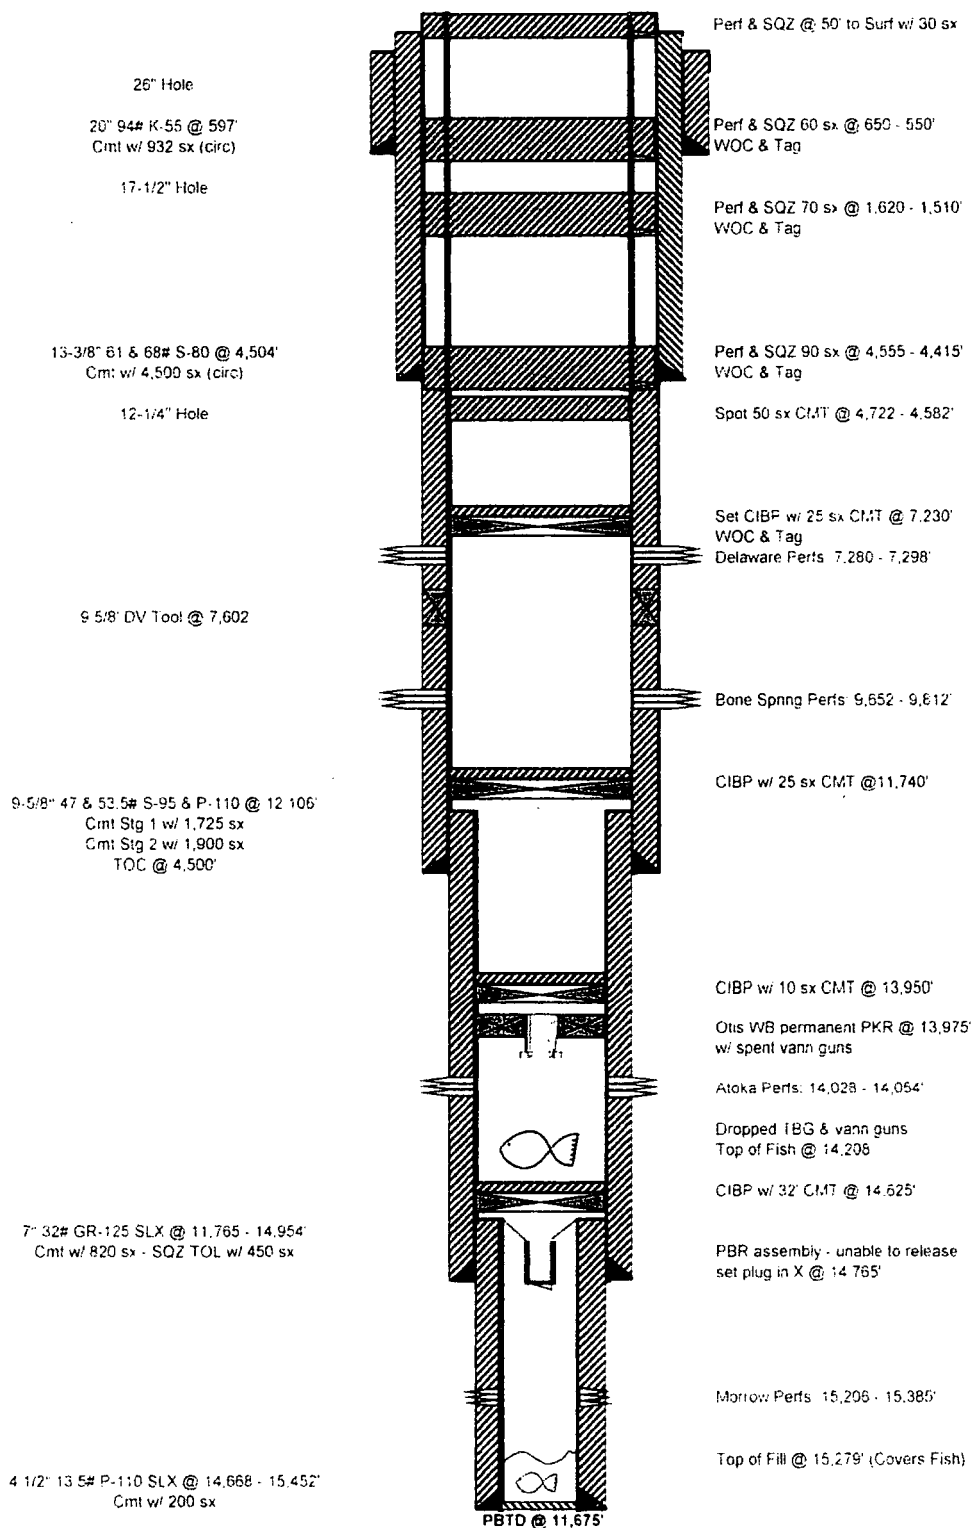 Perf & SQZ @ 50' to Surf w/ 30 sx
26" Hole
20" 94# K-55 @ 597'
Cmt w/ 932 sx (circ)
Perf & SQZ 60 sx @ 650 - 550'
WOC & Tag
17-1/2" Hole
Perf & SQZ 70 sx @ 1,620 - 1,510'
WOC & Tag
13-3/8" 61 & 68# S-80 @ 4,504'
Cmt w/ 4,500 sx (circ)
Perf & SQZ 90 sx @ 4,555 - 4,415'
WOC & Tag
12-1/4" Hole
Spot 50 sx CMT @ 4,722 - 4,582'
Set CIBP w/ 25 sx CMT @ 7,230'
WOC & Tag
Delaware Perfs 7,280 - 7,298'
9 5/8' DV Tool @ 7,602
Bone Spring Perfs 9,652 - 9,812'
CIBP w/ 25 sx CMT @11,740'
9-5/8" 47 & 53.5# S-95 & P-110 @ 12 106'
Cmt Stg 1 w/ 1,725 sx
Cmt Stg 2 w/ 1,900 sx
TOC @ 4,500'
CIBP w/ 10 sx CMT @ 13,950'
Otis WB permanent PKR @ 13,975'
w/ spent vann guns
Atoka Perfs: 14,028 - 14,054'
Dropped TBG & vann guns
Top of Fish @ 14,208
CIBP w/ 32' CMT @ 14,625'
7" 32# GR-125 SLX @ 11,765 - 14,954'
Cmt w/ 820 sx - SQZ TOL w/ 450 sx
PBR assembly - unable to release
set plug in X @ 14 765'
Morrow Perfs 15,206 - 15,385'
Top of Fill @ 15,279' (Covers Fish)
4 1/2" 13 5# P-110 SLX @ 14,668 - 15,452'
Cmt w/ 200 sx
PBTD @ 11,675'